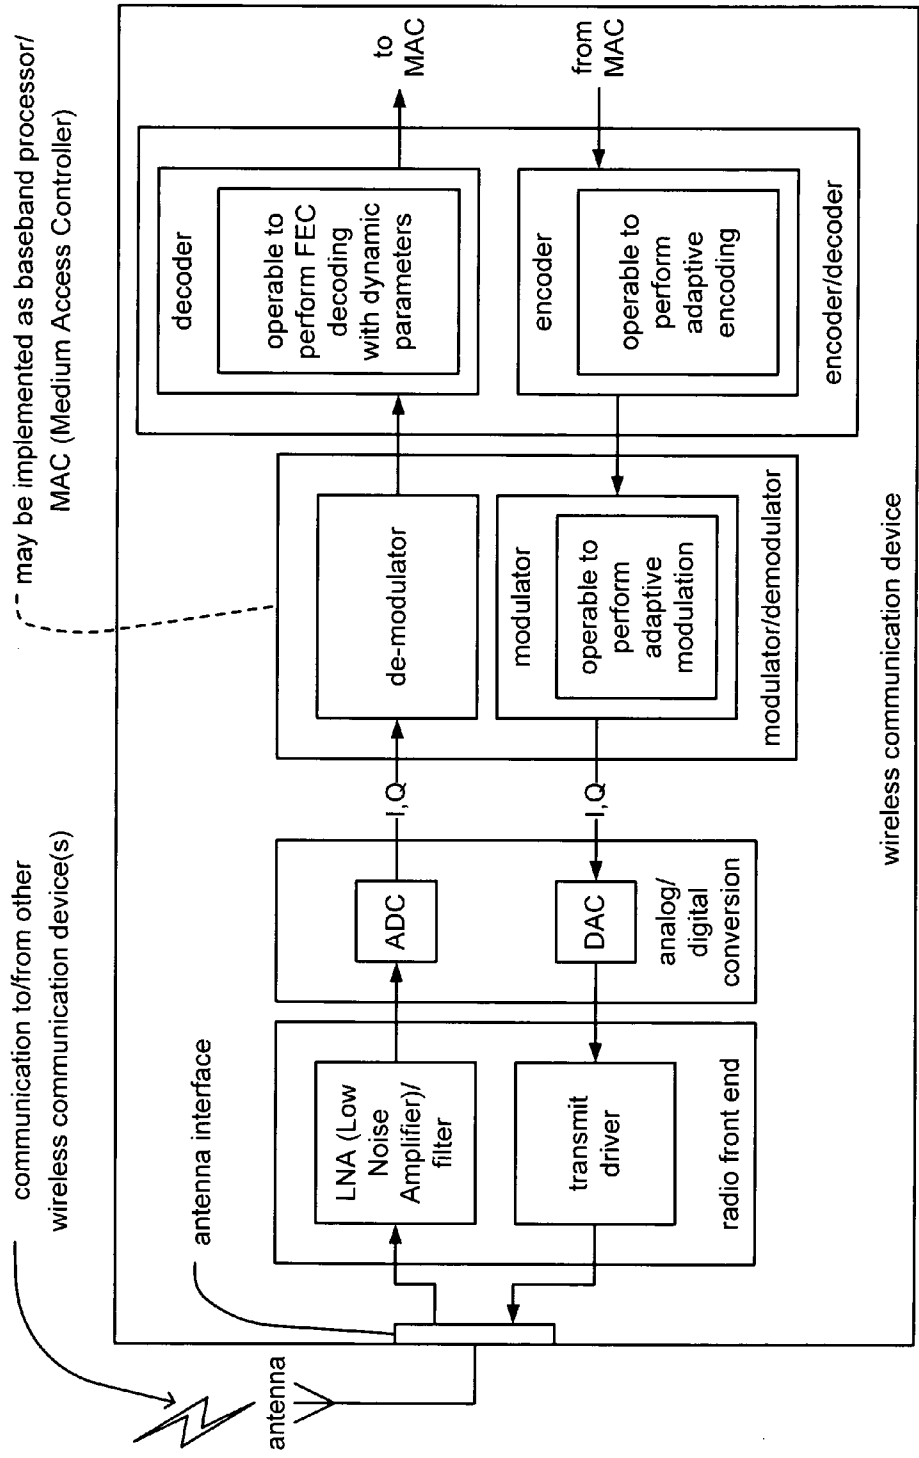 communication to/from other
wireless communication device(s)
may be implemented as baseband processor/
MAC (Medium Access Controller)
antenna interface
antenna
LNA (Low
Noise
Amplifier)/
filter
transmit
driver
radio front end
ADC
DAC
analog/
digital
conversion
I,Q
I,Q
de-modulator
modulator
operable to
perform
adaptive
modulation
modulator/demodulator
decoder
operable to
perform FEC
decoding
with dynamic
parameters
encoder
operable to
perform
adaptive
encoding
encoder/decoder
to
MAC
from
MAC
wireless communication device